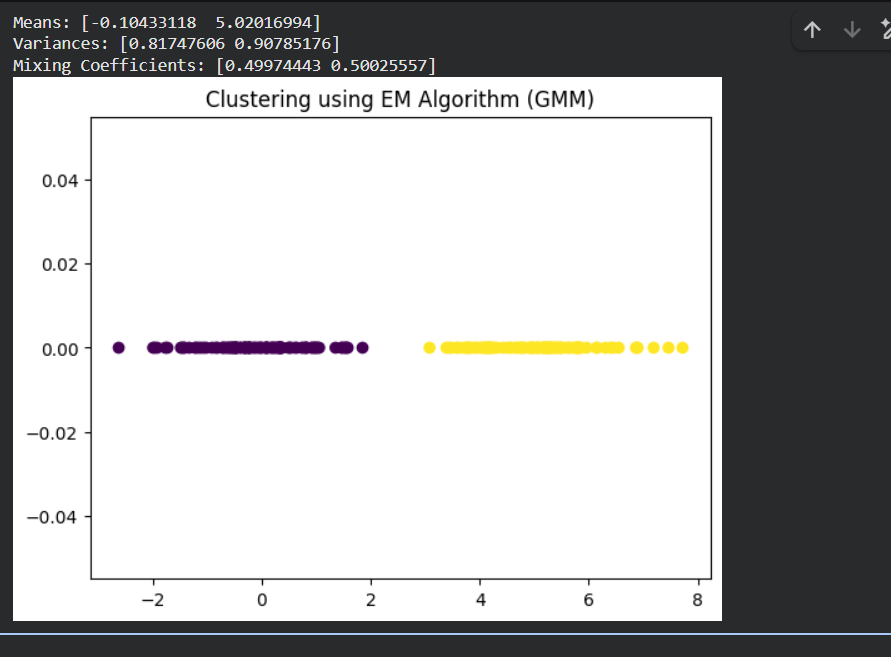 Means: [-0.10433118  5.02016994]
Variances: [0.81747606 0.90785176]
Mixing Coefficients: [0.49974443 0.50025557]
Clustering using EM Algorithm (GMM)
0.04
0.02
0.00
−0.02
−0.04
−2 0 2 4 6 8